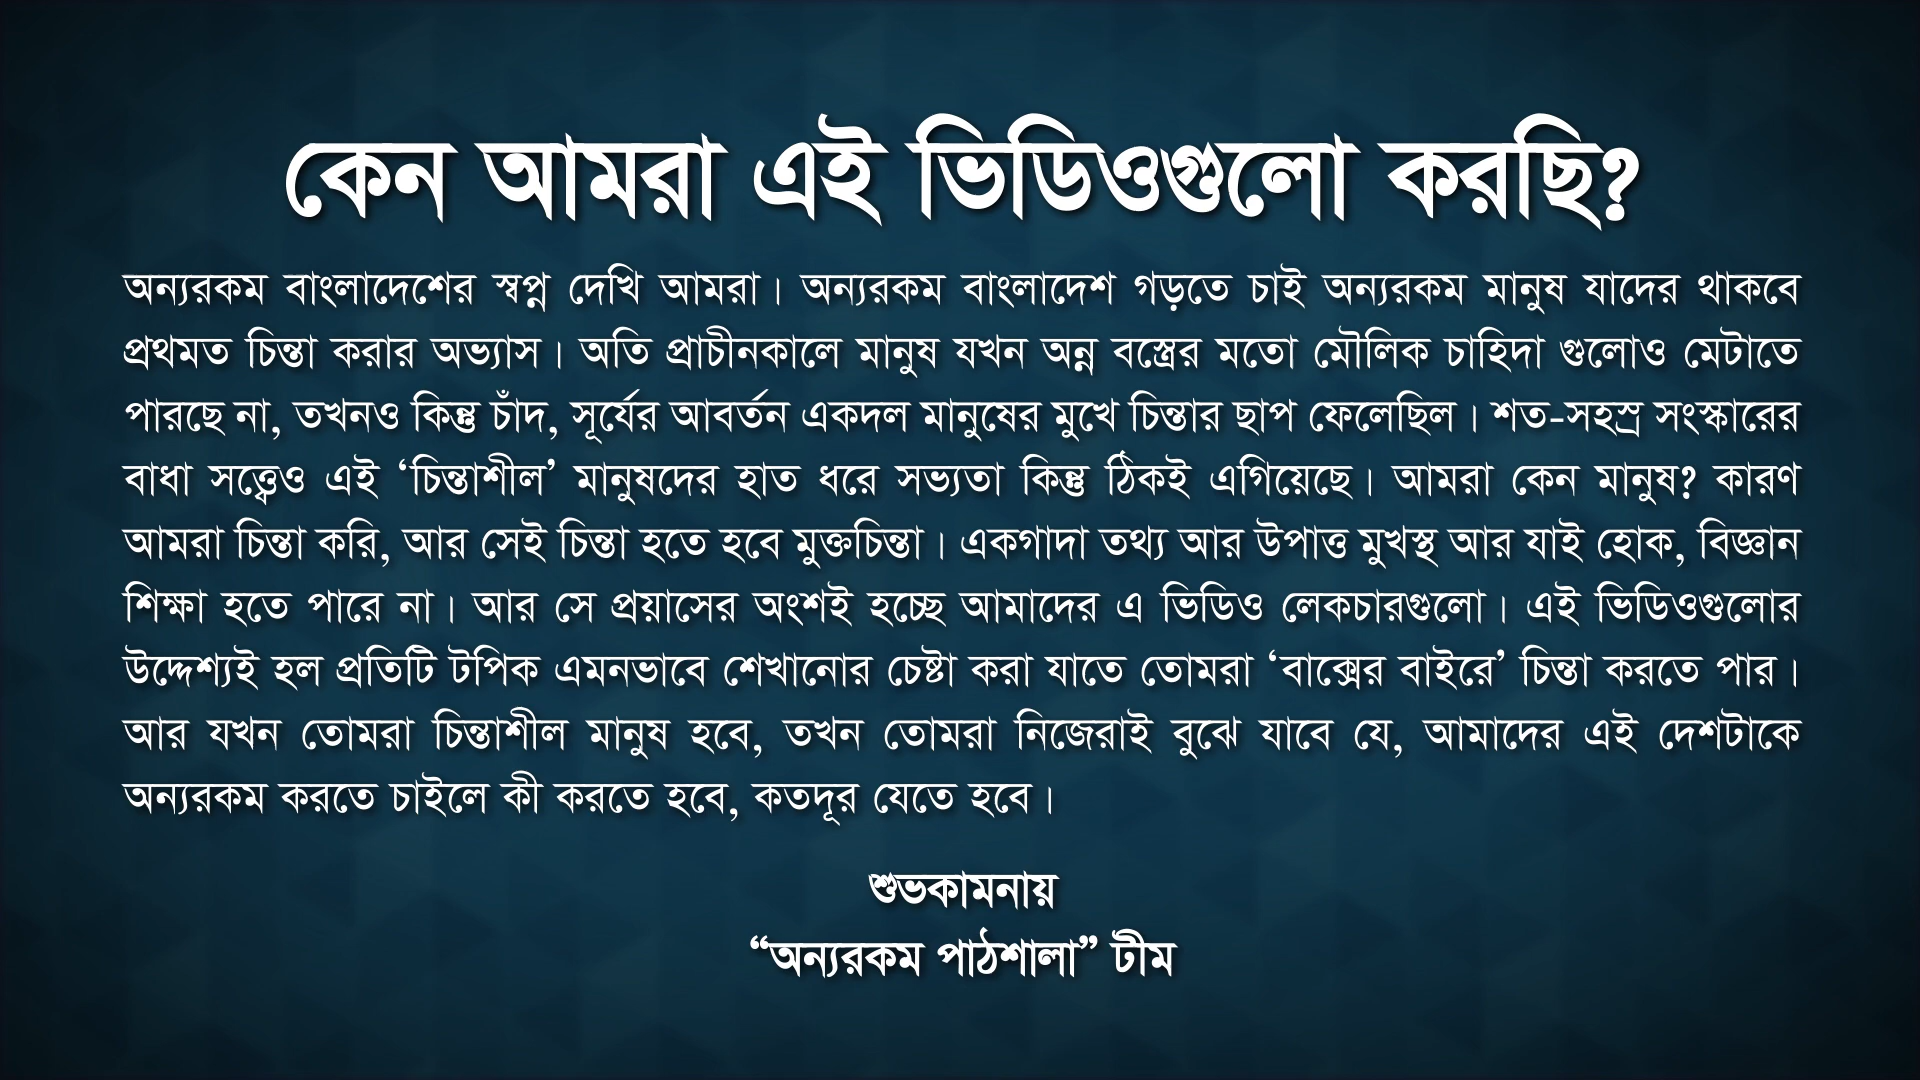 কেন আমরা এই ভিডিওগুলো করছি?
অন্যরকম বাংলাদেশের স্বপ্ন দেখি আমরা। অন্যরকম বাংলাদেশ গড়তে চাই অন্যরকম মানুষ যাদের থাকবে
প্রথমত চিন্তা করার অভ্যাস। অতি প্রাচীনকালে মানুষ যখন অন্ন বস্ত্রের মতো মৌলিক চাহিদা গুলোও মেটাতে
পারছে না, তখনও কিন্তু চাঁদ, সূর্যের আবর্তন একদল মানুষের মুখে চিন্তার ছাপ ফেলেছিল। শত-সহস্র সংস্কারের
বাধা সত্ত্বেও এই ‘চিন্তাশীল’ মানুষদের হাত ধরে সভ্যতা কিন্তু ঠিকই এগিয়েছে। আমরা কেন মানুষ? কারণ
আমরা চিন্তা করি, আর সেই চিন্তা হতে হবে মুক্তচিন্তা। একগাদা তথ্য আর উপাত্ত মুখস্থ আর যাই হোক, বিজ্ঞান
শিক্ষা হতে পারে না। আর সে প্রয়াসের অংশই হচ্ছে আমাদের এ ভিডিও লেকচারগুলো। এই ভিডিওগুলোর
উদ্দেশ্যই হল প্রতিটি টপিক এমনভাবে শেখানোর চেষ্টা করা যাতে তোমরা ‘বাক্সের বাইরে’ চিন্তা করতে পার।
আর যখন তোমরা চিন্তাশীল মানুষ হবে, তখন তোমরা নিজেরাই বুঝে যাবে যে, আমাদের এই দেশটাকে
অন্যরকম করতে চাইলে কী করতে হবে, কতদূর যেতে হবে।
শুভকামনায়
“অন্যরকম পাঠশালা” টীম